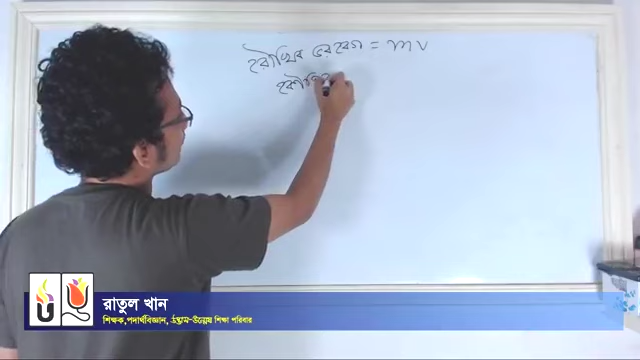 রৈখিক ভরবেগ = mv
রৈখিক
রাতুল খান
শিক্ষক,পদার্থবিজ্ঞান, উদ্ভাস-উন্মেষ শিক্ষা পরিবার